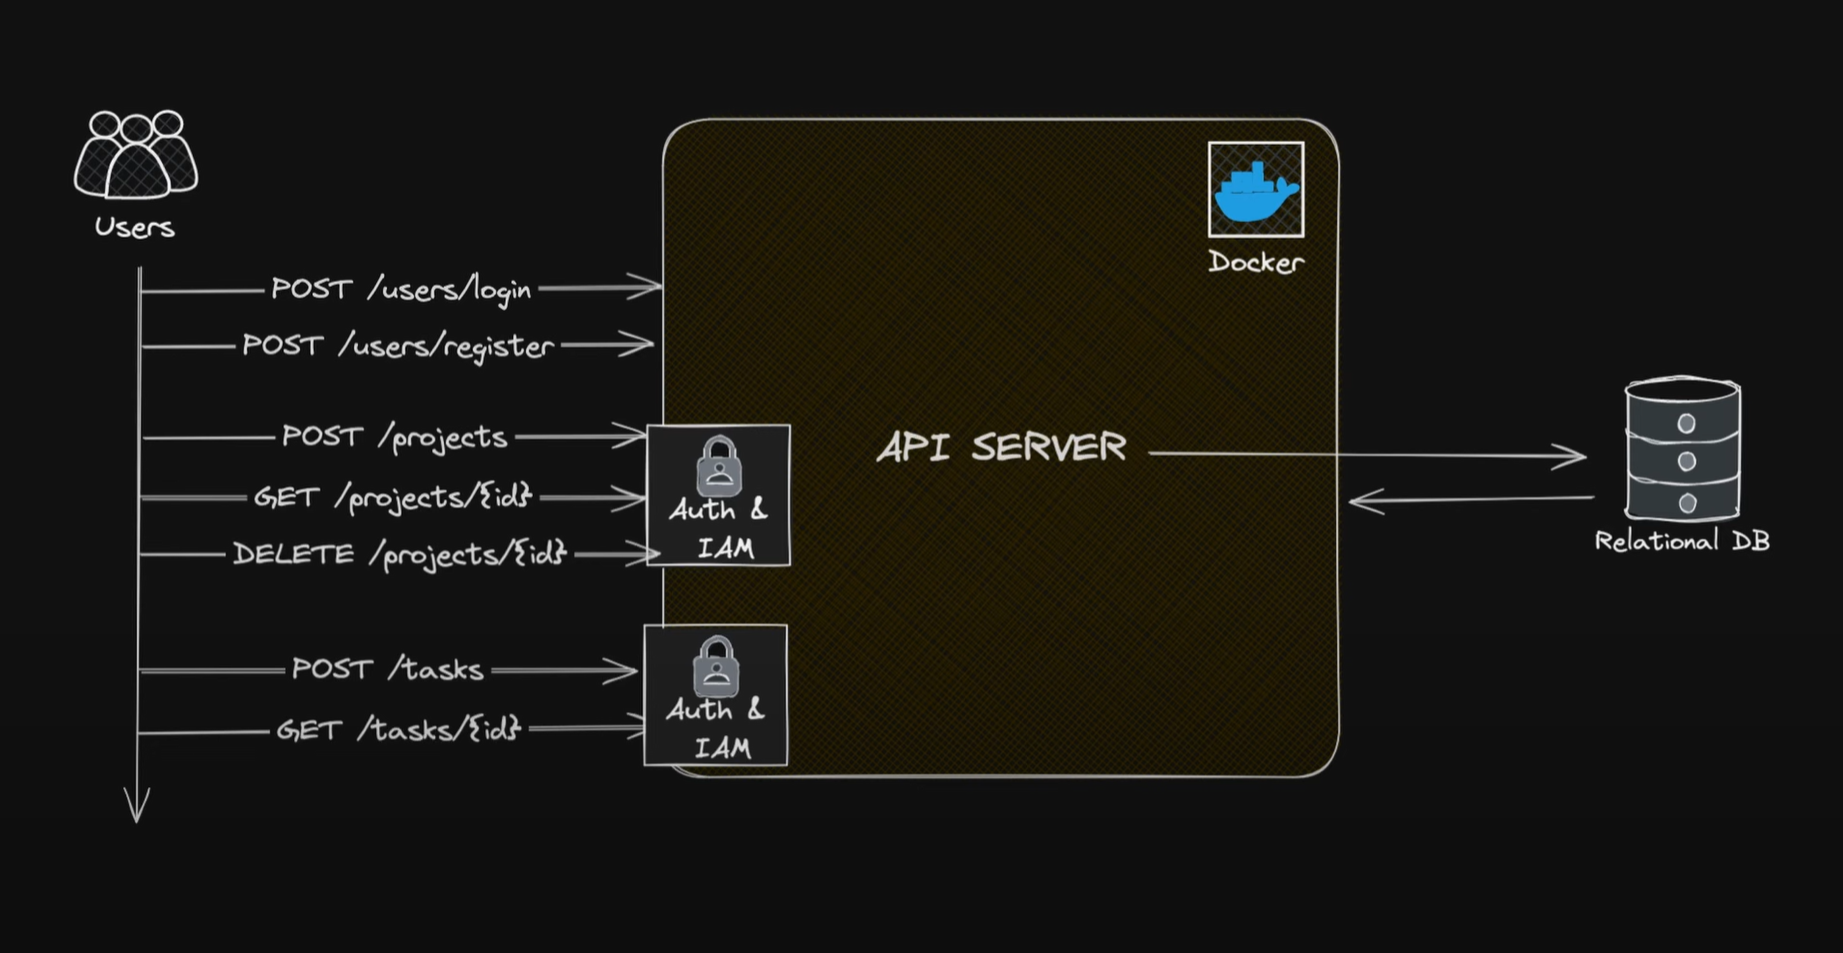 Users
POST /users/login
POST /users/register
POST /projects
GET /projects/{id}
DELETE /projects/{id}
POST /tasks
GET /tasks/{id}
Auth &
IAM
Auth &
IAM
API SERVER
Docker
Relational DB